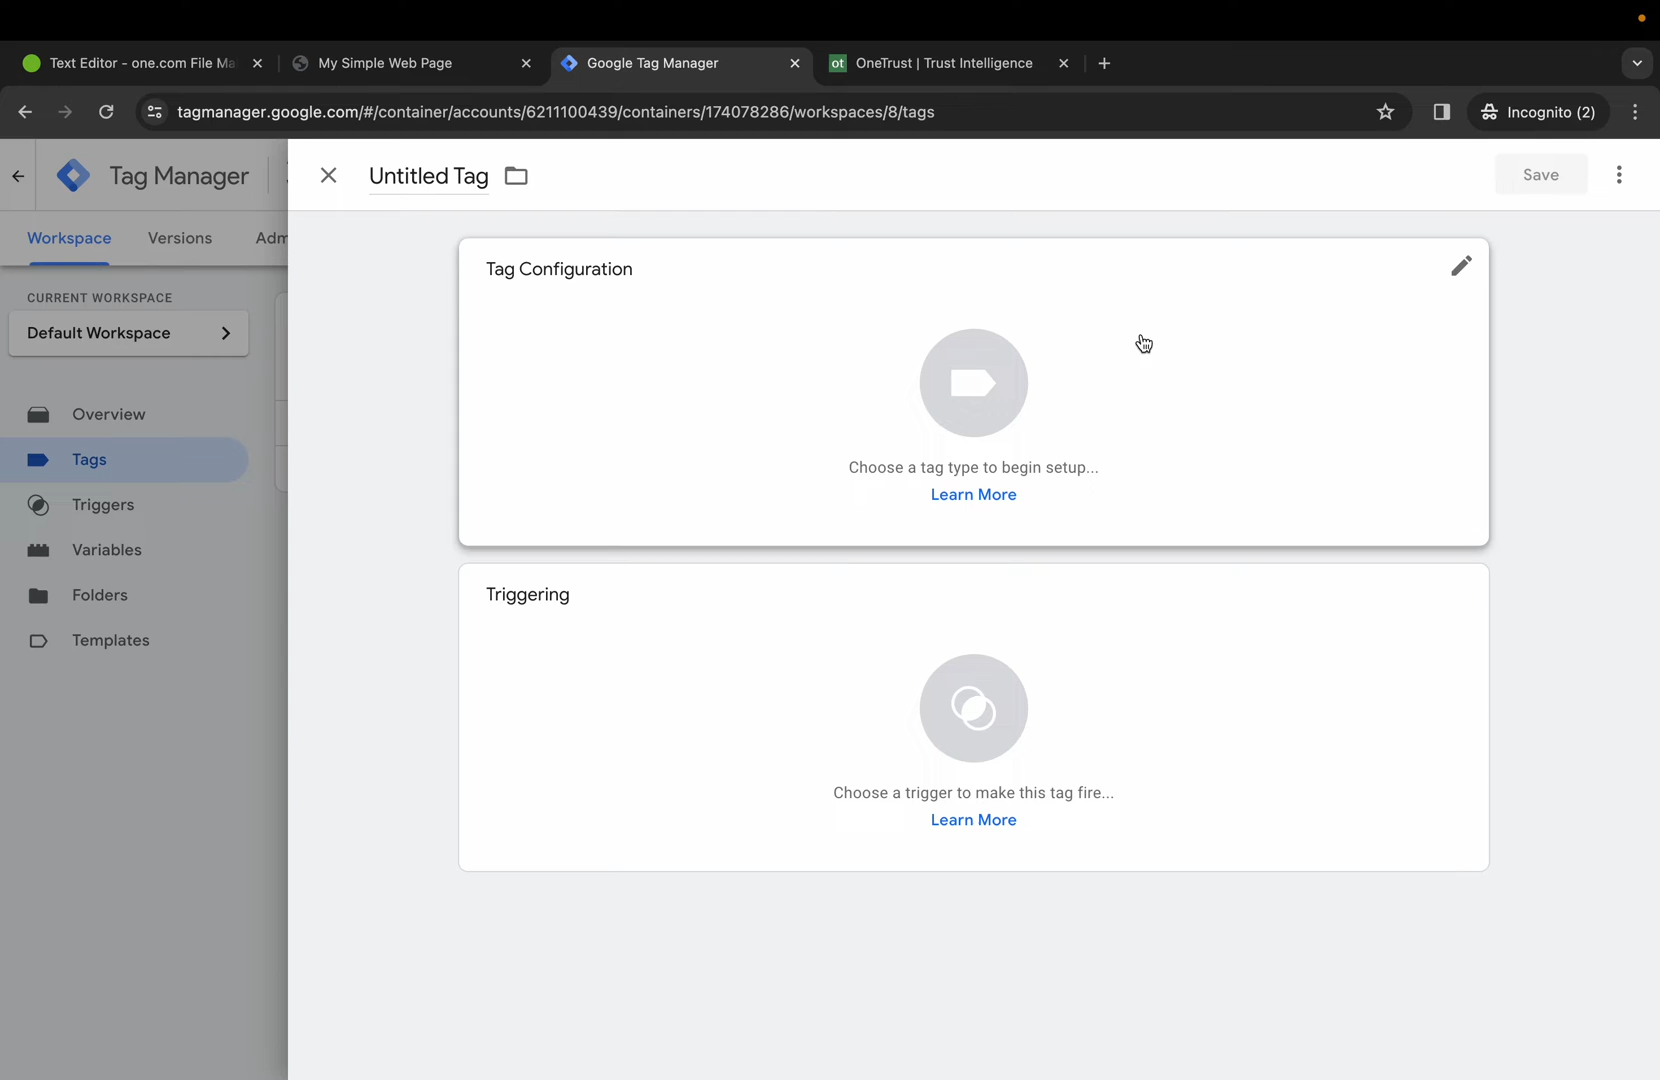 Text Editor - one.com File Ma
My Simple Web Page
Google Tag Manager
ot OneTrust | Trust Intelligence
tagmanager.google.com/#/container/accounts/6211100439/containers/174078286/workspaces/8/tags
Incognito (2)
Tag Manager
Untitled Tag
Save
Workspace
Versions
Adm
Tag Configuration
CURRENT WORKSPACE
Default Workspace
Overview
Tags
Triggers
Variables
Folders
Templates
Choose a tag type to begin setup...
Learn More
Triggering
Choose a trigger to make this tag fire...
Learn More